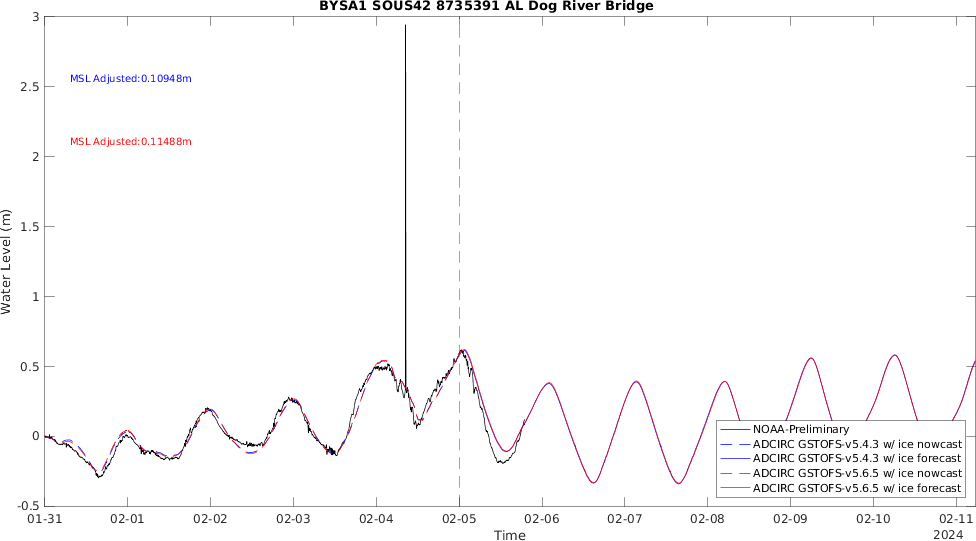 BYSA1 SOUS42 8735391 AL Dog River Bridge
3
2.5
2
1.5
1
0.5
0
-0.5
Water Level (m)
MSL Adjusted:0.10948m
MSL Adjusted:0.11488m
NOAA-Preliminary
ADCIRC GSTOFS-v5.4.3 w/ ice nowcast
ADCIRC GSTOFS-v5.4.3 w/ ice forecast
ADCIRC GSTOFS-v5.6.5 w/ ice nowcast
ADCIRC GSTOFS-v5.6.5 w/ ice forecast
01-31 02-01 02-02 02-03 02-04 02-05 02-06 02-07 02-08 02-09 02-10 02-11
Time
2024